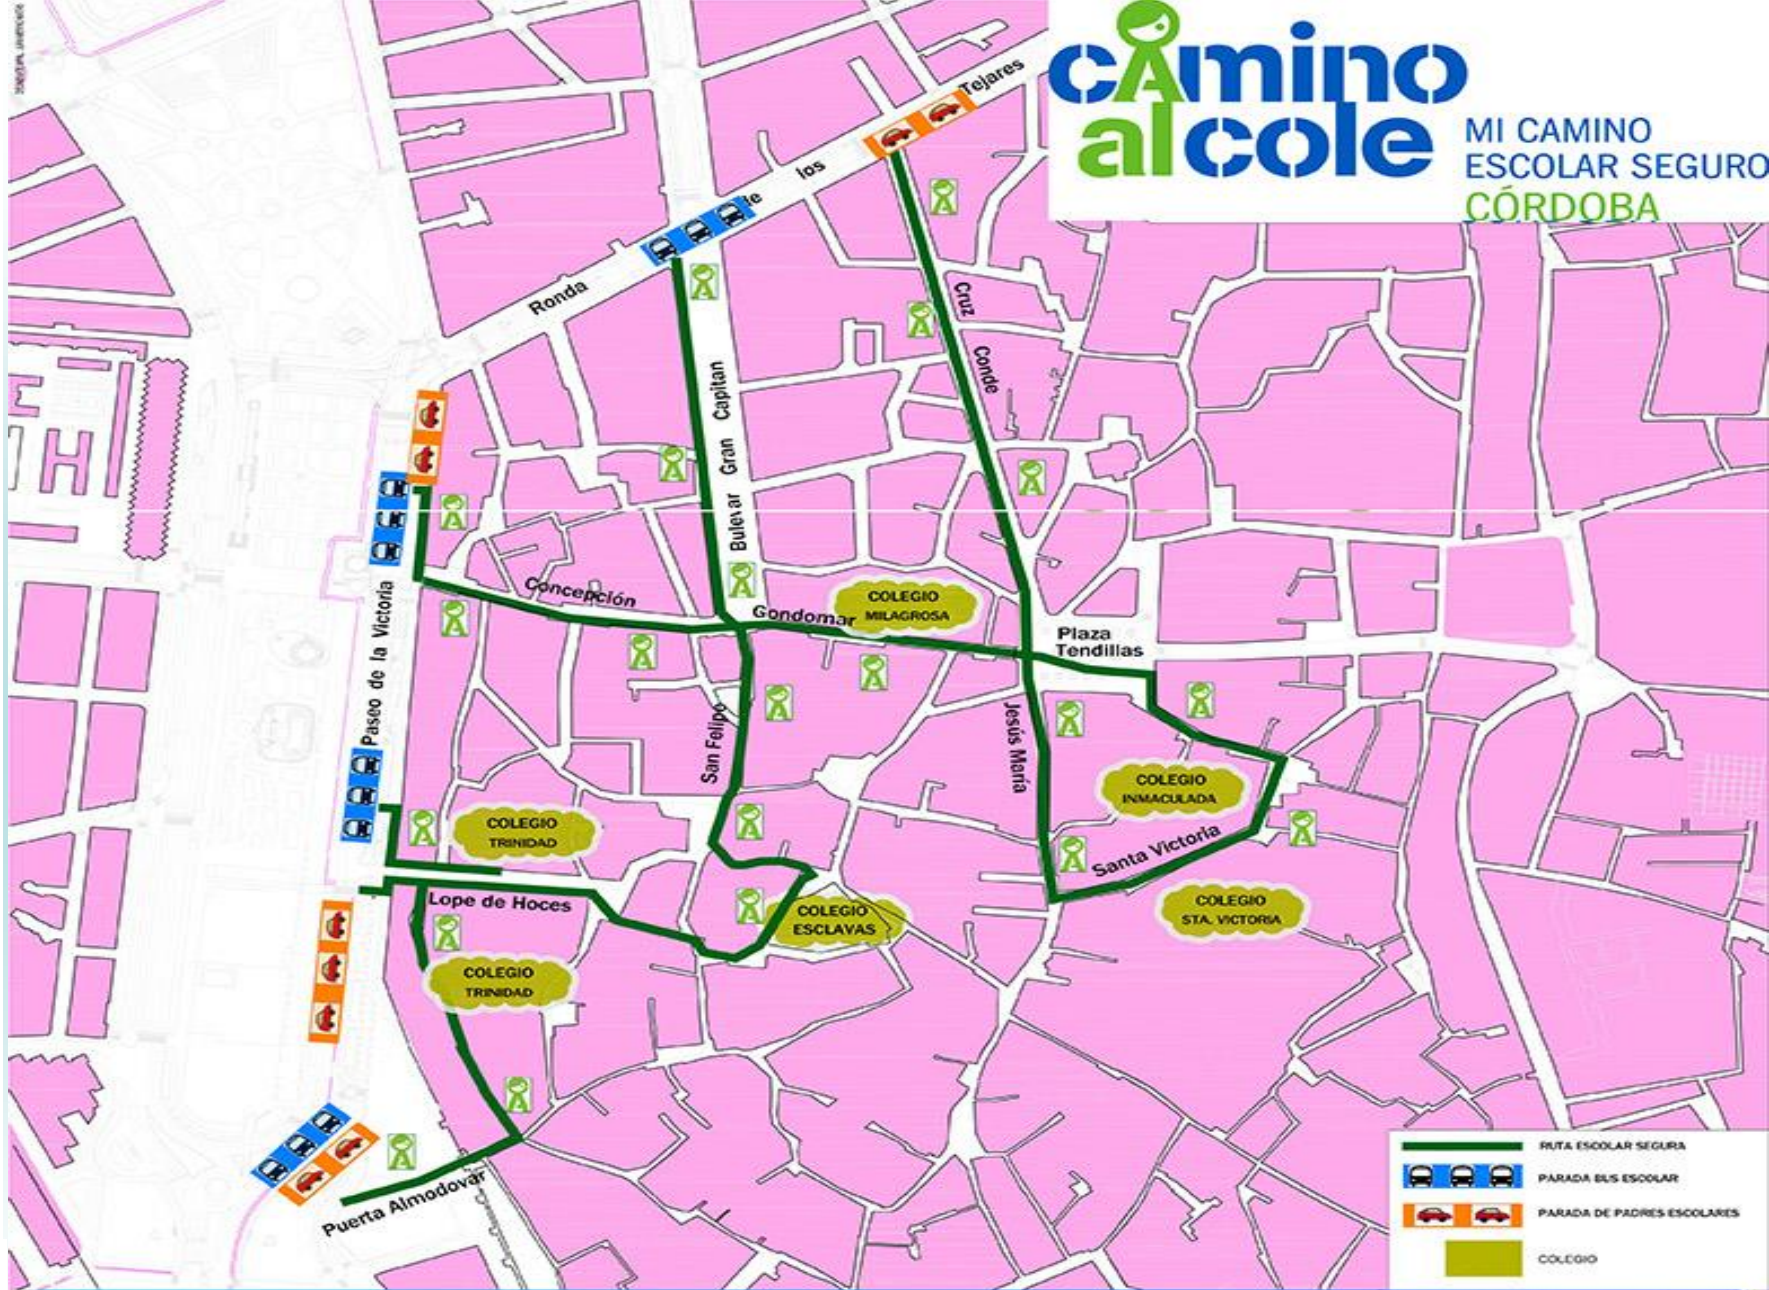 camino
al cole
MI CAMINO
ESCOLAR SEGURO
CÓRDOBA
Tejares
los
de
Ronda
Cruz
Conde
Bulevar Gran Capitan
Concepción
Gondomar
COLEGIO
MILAGROSA
Plaza
Tendillas
Paseo de la Victoria
San Felipe
Jesús María
COLEGIO
INMACULADA
COLEGIO
TRINIDAD
Santa Victoria
Lope de Hoces
COLEGIO
ESCLAVAS
COLEGIO
STA. VICTORIA
COLEGIO
TRINIDAD
Puerta Almodovar
RUTA ESCOLAR SEGURA
PARADA BUS ESCOLAR
PARADA DE PADRES ESCOLARES
COLEGIO